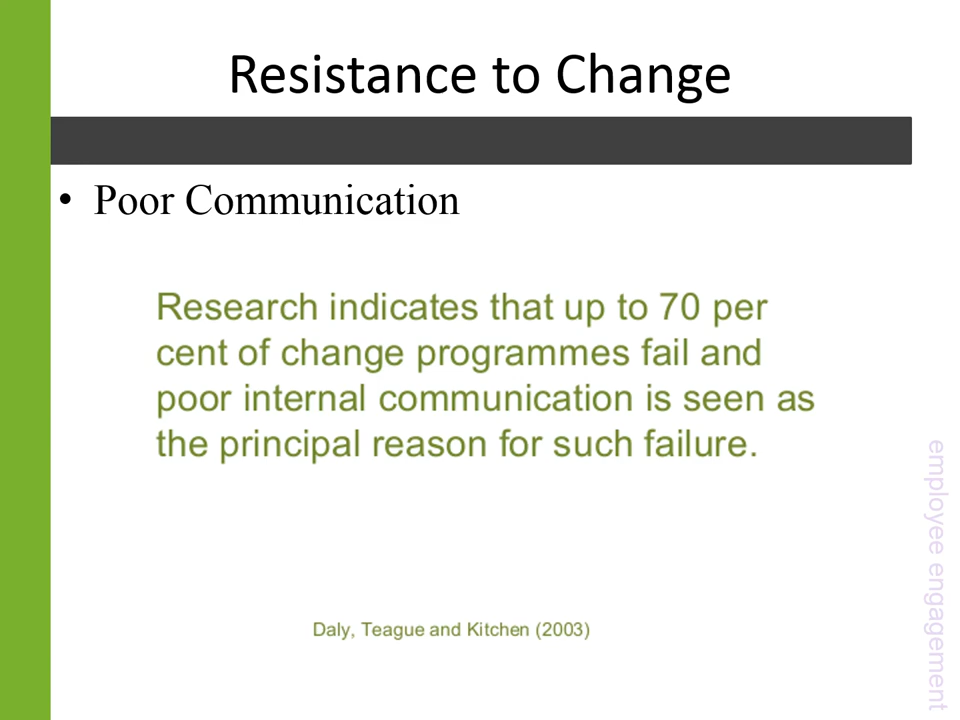 Resistance to Change
• Poor Communication
Research indicates that up to 70 per
cent of change programmes fail and
poor internal communication is seen as
the principal reason for such failure.
Daly, Teague and Kitchen (2003)
employee engagement